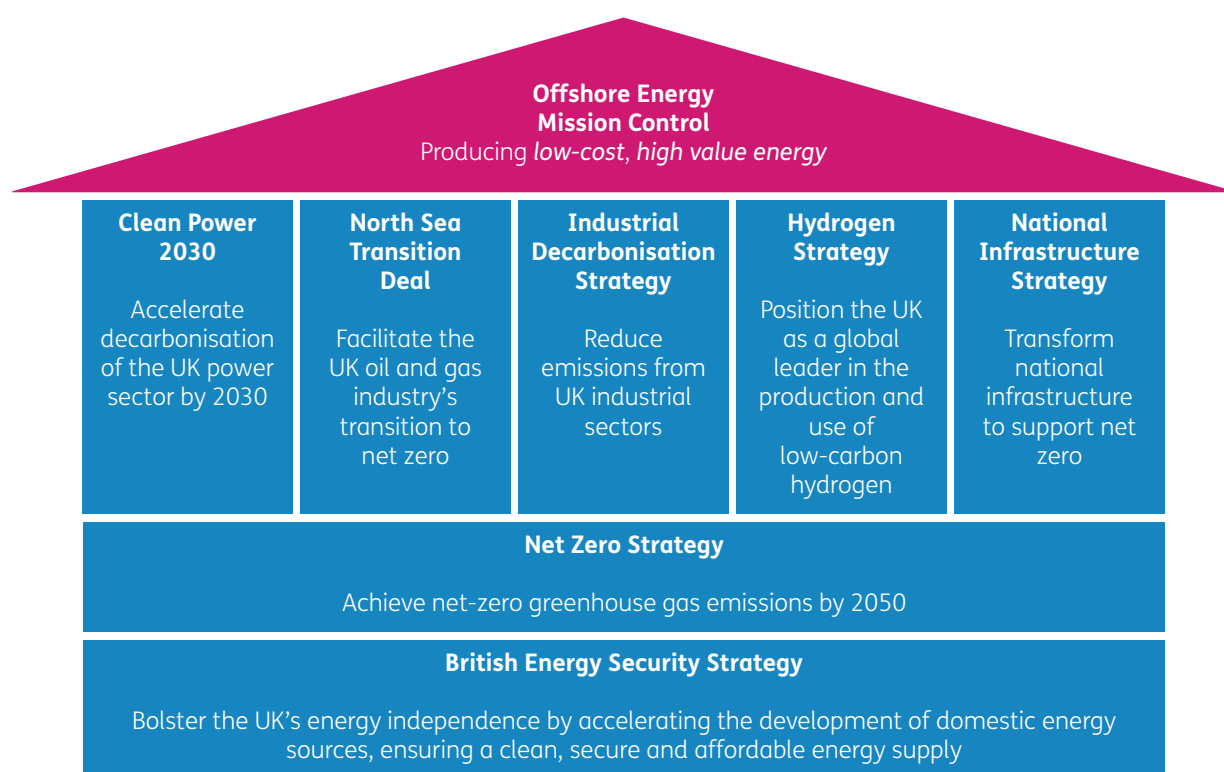 Offshore Energy
Mission Control
Producing low-cost, high value energy
Clean Power
2030
Accelerate
decarbonisation
of the UK power
sector by 2030
North Sea
Transition
Deal
Facilitate the
UK oil and gas
industry’s
transition to
net zero
Industrial
Decarbonisation
Strategy
Reduce
emissions from
UK industrial
sectors
Hydrogen
Strategy
Position the UK
as a global
leader in the
production and
use of
low-carbon
hydrogen
National
Infrastructure
Strategy
Transform
national
infrastructure
to support net
zero
Net Zero Strategy
Achieve net-zero greenhouse gas emissions by 2050
British Energy Security Strategy
Bolster the UK’s energy independence by accelerating the development of domestic energy
sources, ensuring a clean, secure and affordable energy supply